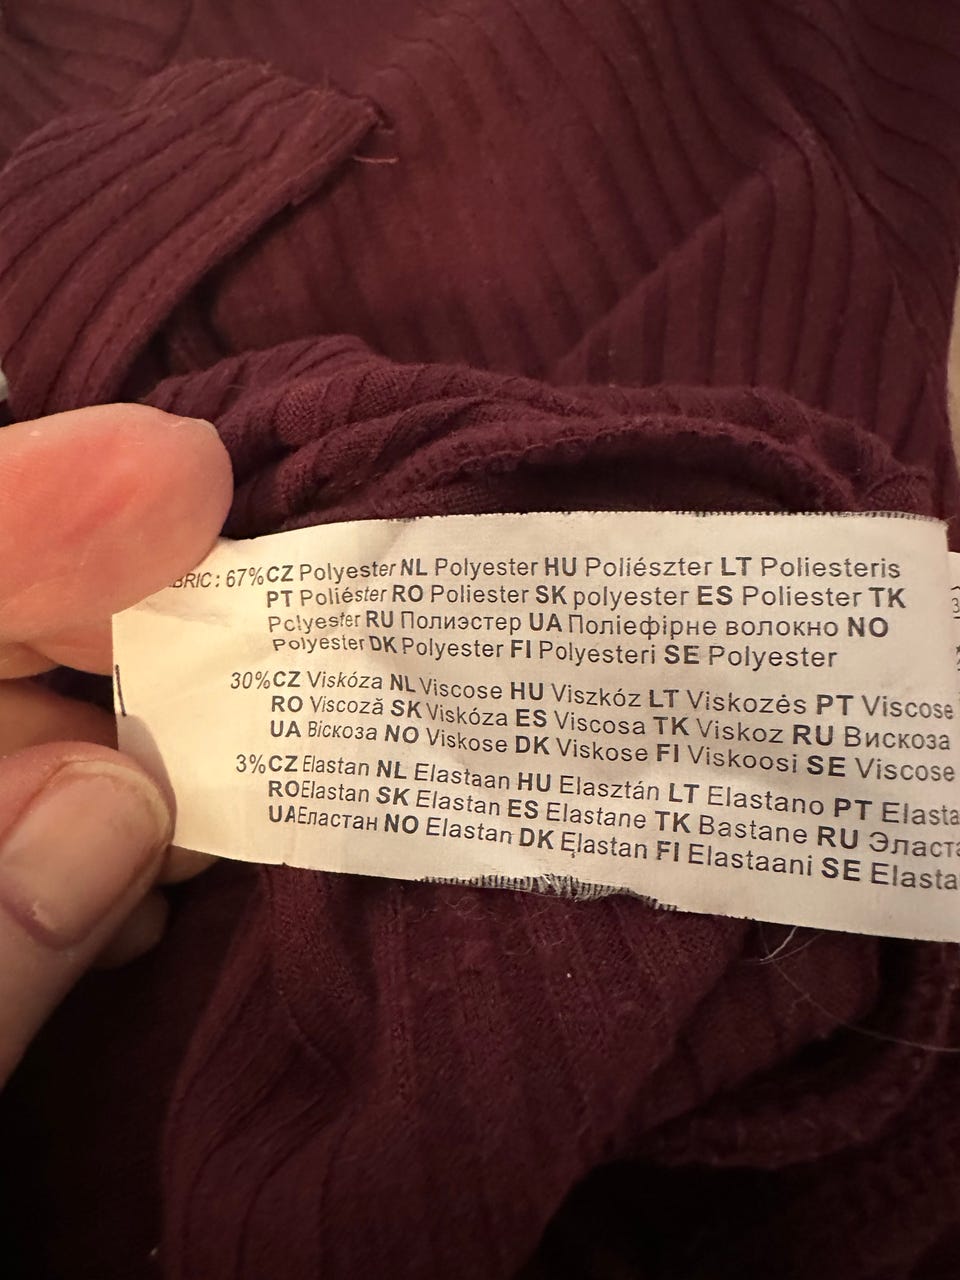 BRIC: 67%CZ Polyester NL Polyester HU Poliészter LT Poliesteris
PT Poliéster RO Poliester SK polyester ES Poliester TK
Polyester RU Полиэстер UA Поліефірне волокно NO
Polyester DK Polyester FI Polyesteri SE Polyester
30%CZ Viskóza NL Viscose HU Viszkóz LT Viskozės PT Viscose
RO Viscoză SK Viskóza ES Viscosa TK Viskoz RU Вискоза
UA Віскоза NO Viskose DK Viskose FI Viskoosi SE Viscose
3%CZ Elastan NL Elastaan HU Elasztán LT Elastano PT Elasta
ROElastan SK Elastan ES Elastane TK Bastane RU Эласта
UAЕластан NO Elastan DK Elastan FI Elastaani SE Elasta